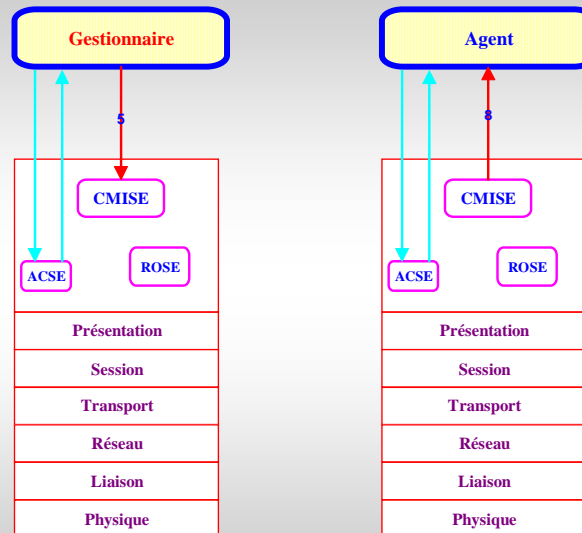 Gestionnaire
Agent
5
8
CMISE
CMISE
ROSE
ROSE
ACSE
ACSE
Présentation
Présentation
Session
Session
Transport
Transport
Réseau
Réseau
Liaison
Liaison
Physique
Physique